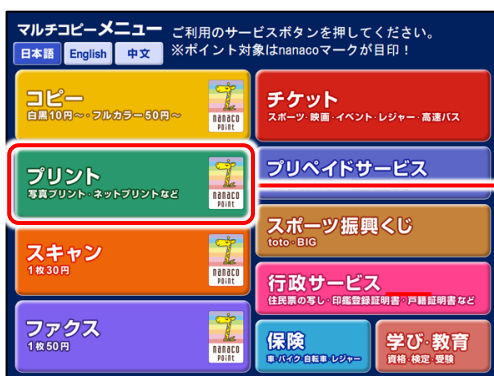 マルチコピーメニュー
ご利用のサービスボタンを押してください。
※ポイント対象はnanacoマークが目印！
日本語 English 中文
コピー
白黒10円～・フルカラー50円～
nanaco
POINT
プリント
写真プリント・ネットプリントなど
nanaco
POINT
スキャン
1枚30円
nanaco
POINT
ファクス
1枚50円
nanaco
POINT
チケット
スポーツ・映画・イベント・レジャー・高速バス
プリペイドサービス
スポーツ振興くじ
toto・BIG
行政サービス
住民票の写し・印鑑登録証明書・戸籍証明書など
保険
車・バイク・自転車・レジャー
学び・教育
資格・検定・受験